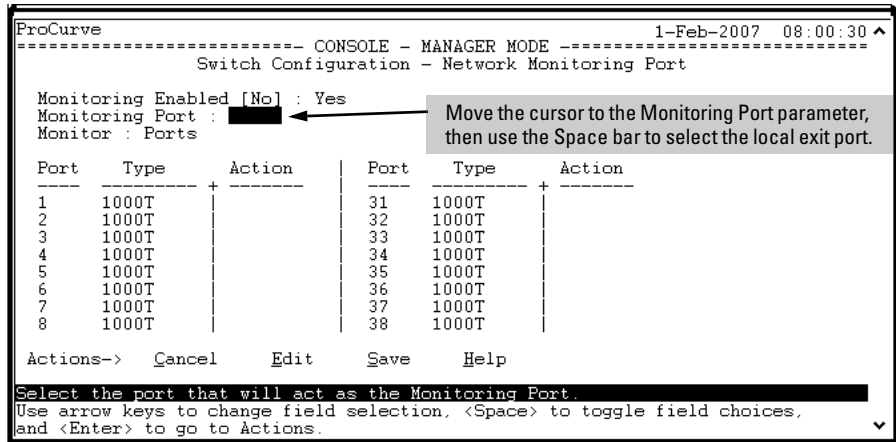 ProCurve 1-Feb-2007 08:00:30
==========================- CONSOLE - MANAGER MODE -============================
Switch Configuration - Network Monitoring Port
Monitoring Enabled [No] : Yes
Monitoring Port :
Monitor : Ports
Move the cursor to the Monitoring Port parameter,
then use the Space bar to select the local exit port.
Port Type Action | Port Type Action
---- --------- + ------- | ---- --------- + -------
1 1000T | | 31 1000T |
2 1000T | | 32 1000T |
3 1000T | | 33 1000T |
4 1000T | | 34 1000T |
5 1000T | | 35 1000T |
6 1000T | | 36 1000T |
7 1000T | | 37 1000T |
8 1000T | | 38 1000T |
Actions-> Cancel Edit Save Help
Select the port that will act as the Monitoring Port.
Use arrow keys to change field selection, <Space> to toggle field choices,
and <Enter> to go to Actions.